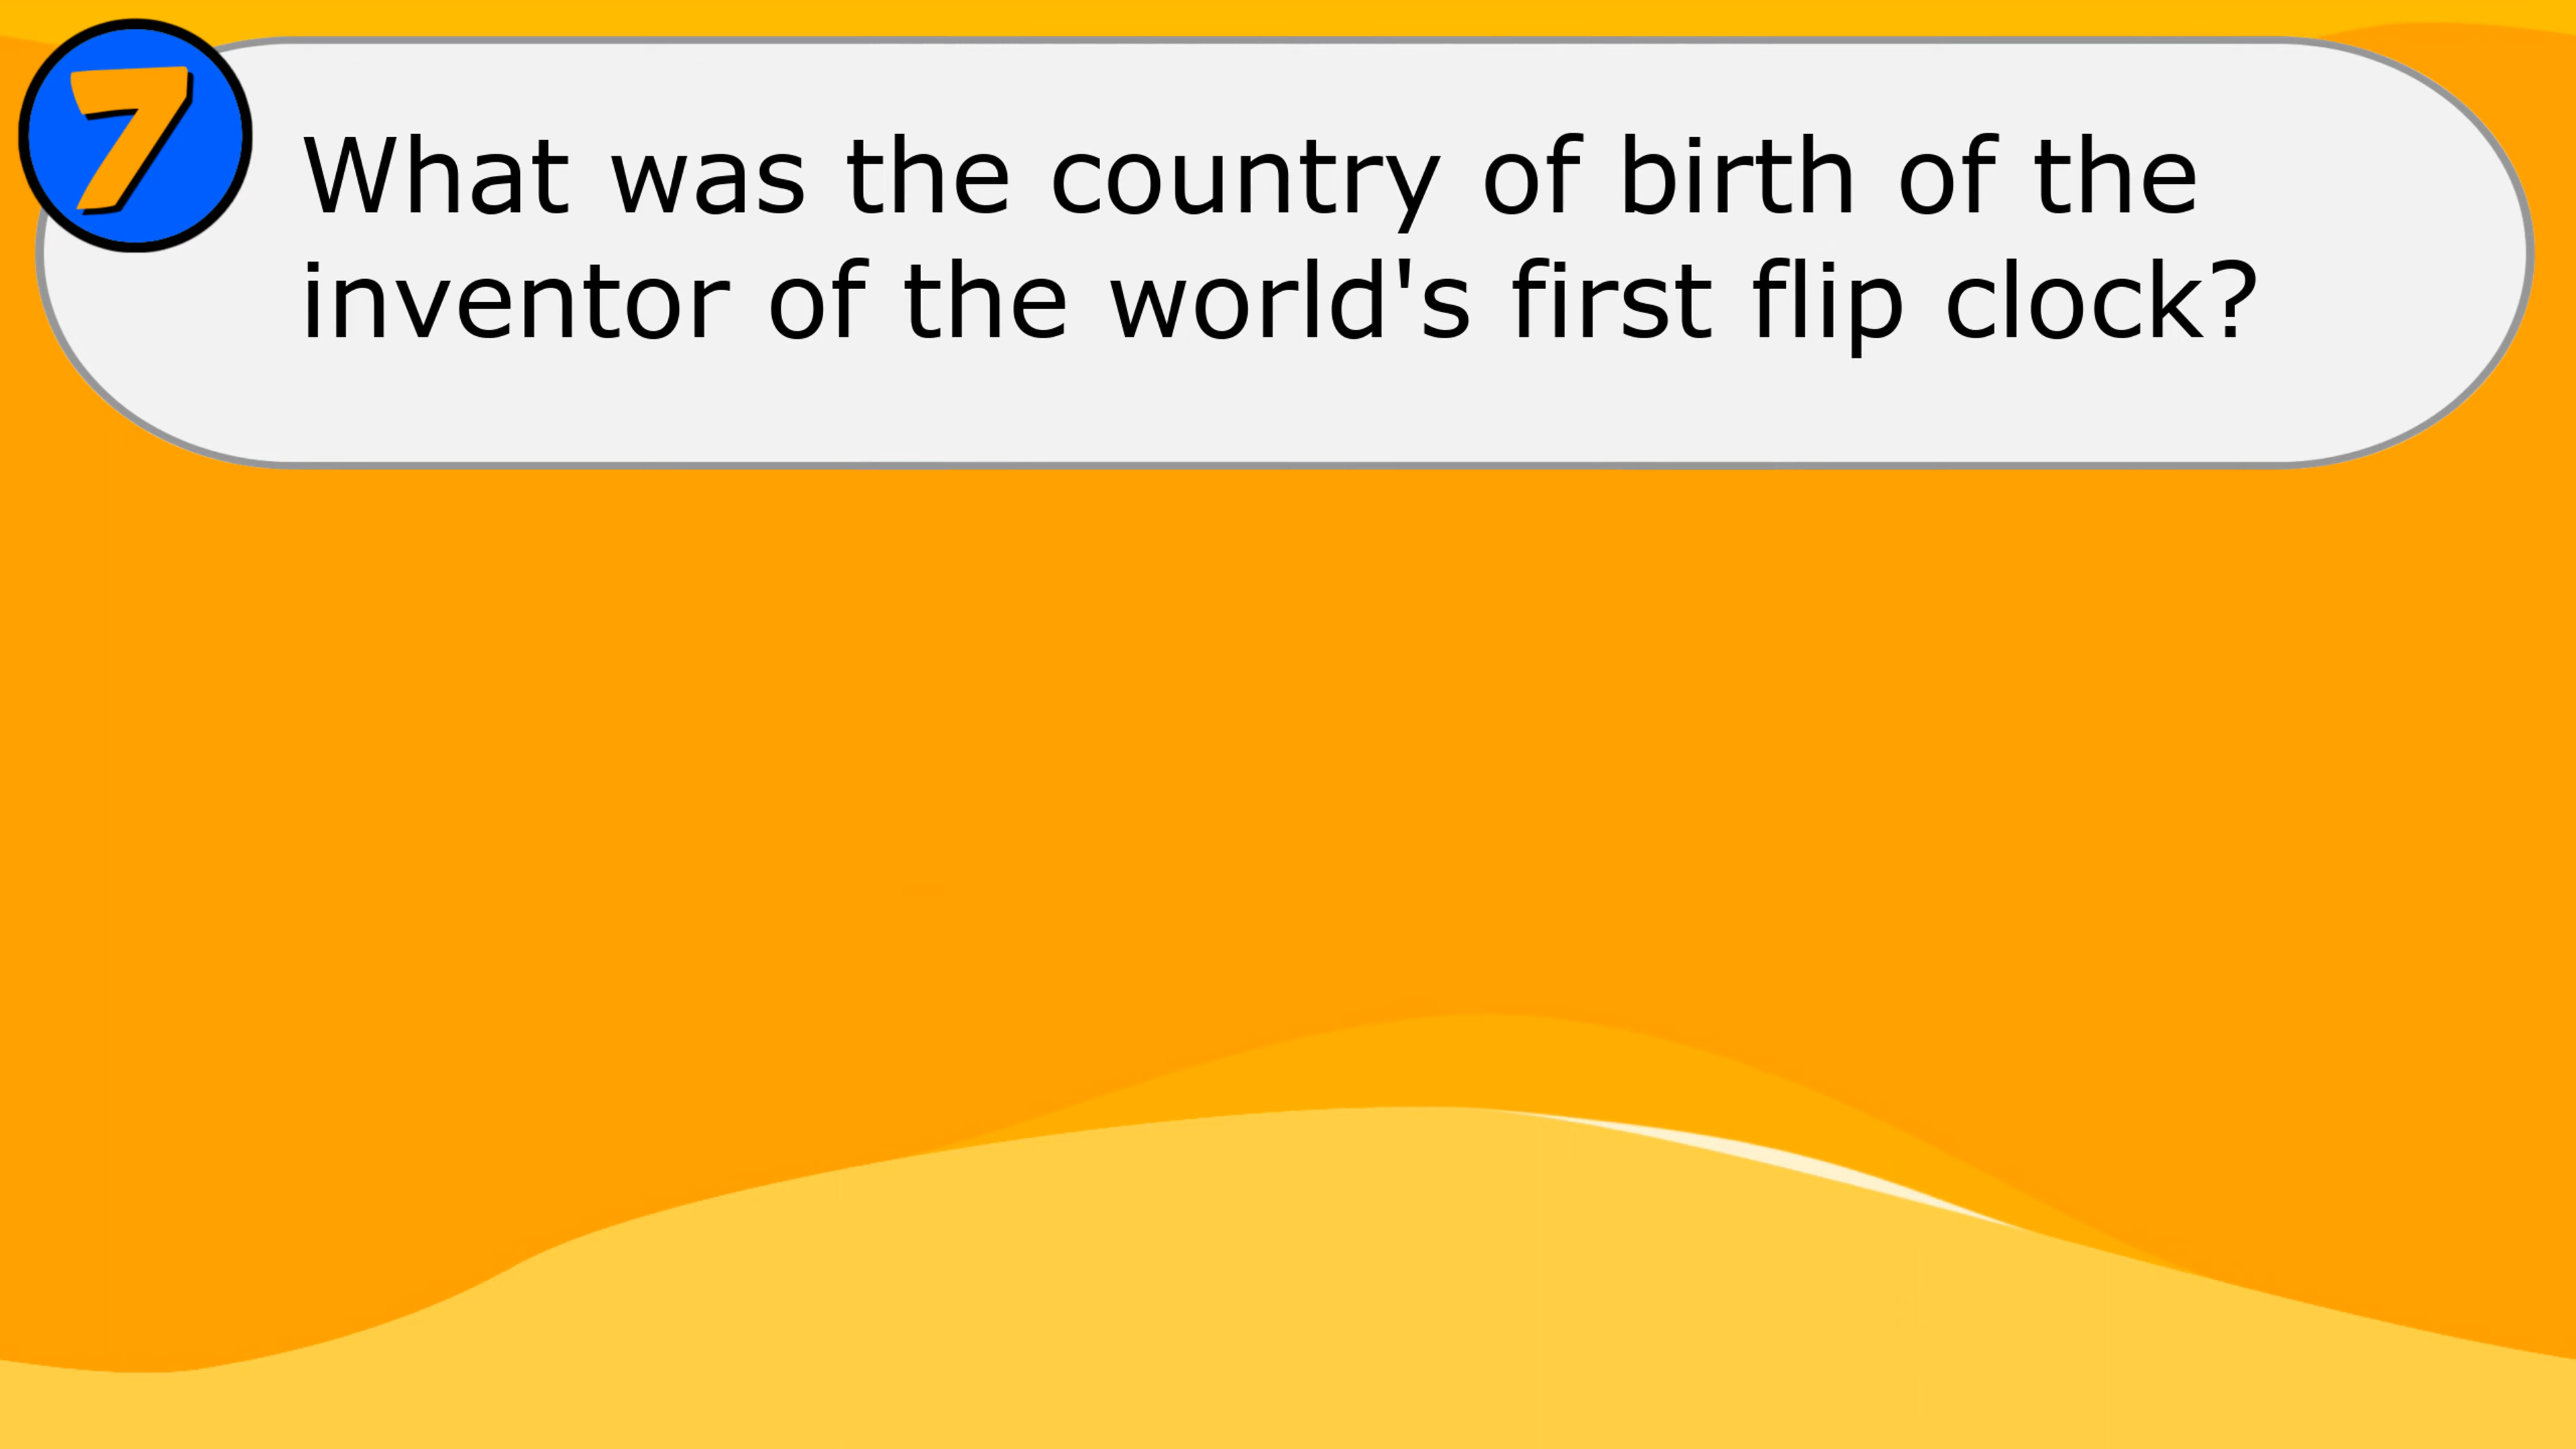 7
What was the country of birth of the
inventor of the world's first flip clock?